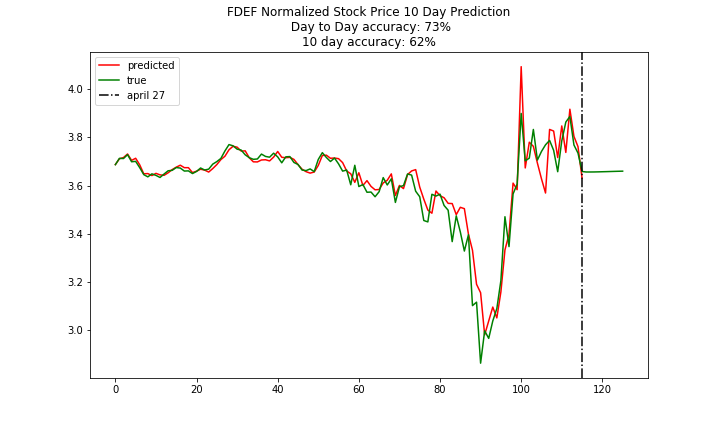 FDEF Normalized Stock Price 10 Day Prediction
Day to Day accuracy: 73%
10 day accuracy: 62%
predicted
true
april 27
4.0
3.8
3.6
3.4
3.2
3.0
0 20 40 60 80 100 120